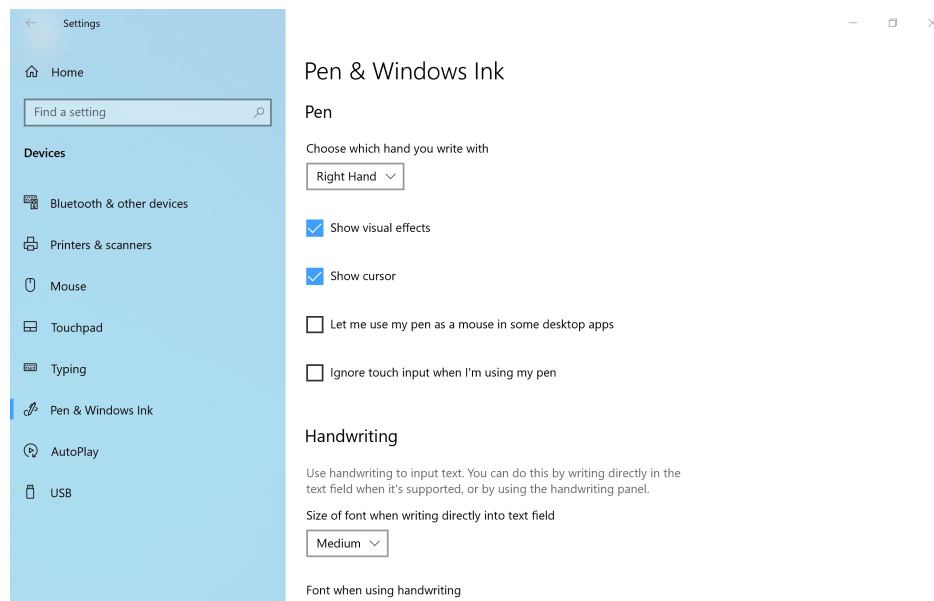 Settings
Home
Find a setting
Devices
Bluetooth & other devices
Printers & scanners
Mouse
Touchpad
Typing
Pen & Windows Ink
AutoPlay
USB
Pen & Windows Ink
Pen
Choose which hand you write with
Right Hand
Show visual effects
Show cursor
Let me use my pen as a mouse in some desktop apps
Ignore touch input when I'm using my pen
Handwriting
Use handwriting to input text. You can do this by writing directly in the
text field when it's supported, or by using the handwriting panel.
Size of font when writing directly into text field
Medium
Font when using handwriting